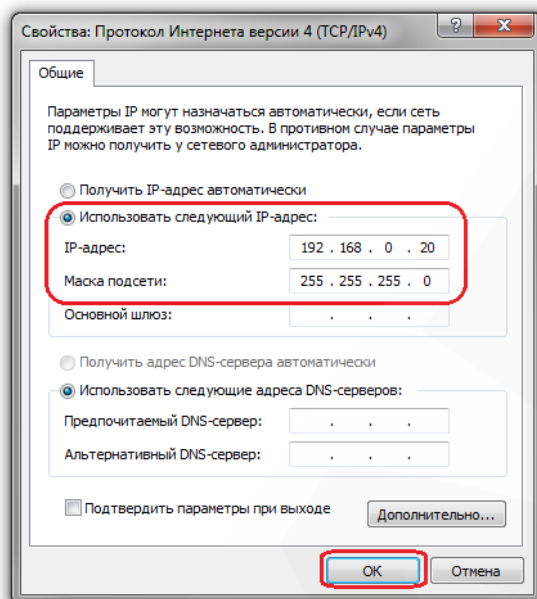 Свойства: Протокол Интернета версии 4 (TCP/IPv4)
?
Общие
Параметры IP могут назначаться автоматически, если сеть
поддерживает эту возможность. В противном случае параметры
IP можно получить у сетевого администратора.
Получить IP-адрес автоматически
Использовать следующий IP-адрес:
IP-адрес: 192 . 168 . 0 . 20
Маска подсети: 255 . 255 . 255 . 0
Основной шлюз: . . .
Получить адрес DNS-сервера автоматически
Использовать следующие адреса DNS-серверов:
Предпочитаемый DNS-сервер: . . .
Альтернативный DNS-сервер: . . .
Подтвердить параметры при выходе
Дополнительно...
ОК Отмена